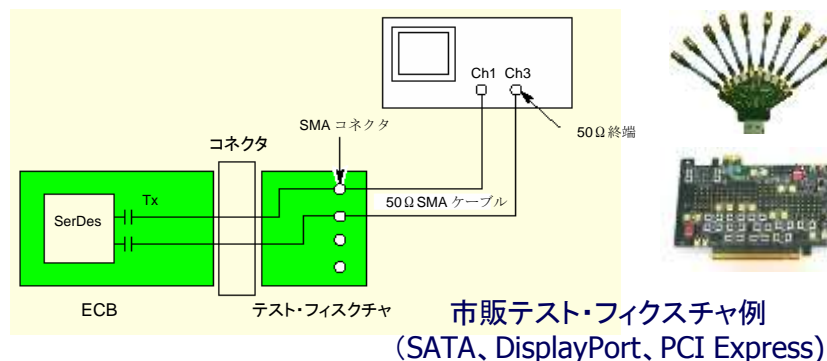 Ch1 Ch3
SMA コネクタ
50Ω終端
コネクタ
Tx
SerDes
50ΩSMA ケーブル
ECB
テスト・フィスクチャ
市販テスト・フィクスチャ例
（SATA、DisplayPort、PCI Express)